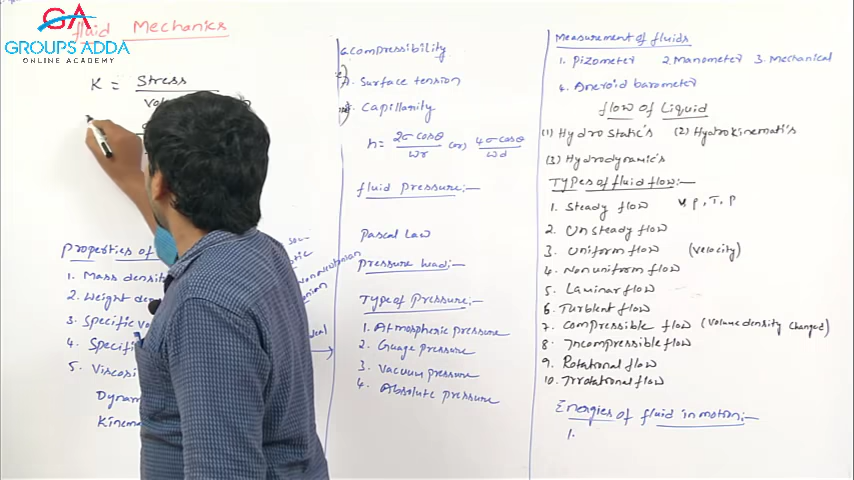 GA
GROUPS ADDA
ONLINE ACADEMY
fluid Mechanics
K = Stress
Properties of
1. Mass density
2. Weight den
3. Specific vo
4. Specifi
5. Viscosi
Dynam
Kinem
6. compressibility
7. Surface tension
8. Capillarity
h = 2σ cosθ / wr (or) 4σ cosθ / wd
fluid pressure:-
Pascal Law
pressure head:-
Type of pressure:-
1. Atmospheric pressure
2. Guage pressure
3. Vacuum pressure
4. Absolute pressure
Measurement of fluids
1. Pizometer 2. Manometer 3. Mechanical
4. Aneroid barometer
flow of Liquid
(1) Hydrostatic's (2) Hydrokinemati's
(3) Hydrodynamic's
Types of fluid flow:-
1. Steady flow V, P, T, P
2. Unsteady flow
3. Uniform flow (velocity)
4. Nonuniform flow
5. Laminar flow
6. Turblent flow
7. compressible flow (Volume density changed)
8. Incompressible flow
9. Rotational flow
10. Irrotational flow
Energies of fluid in motion:-
1.